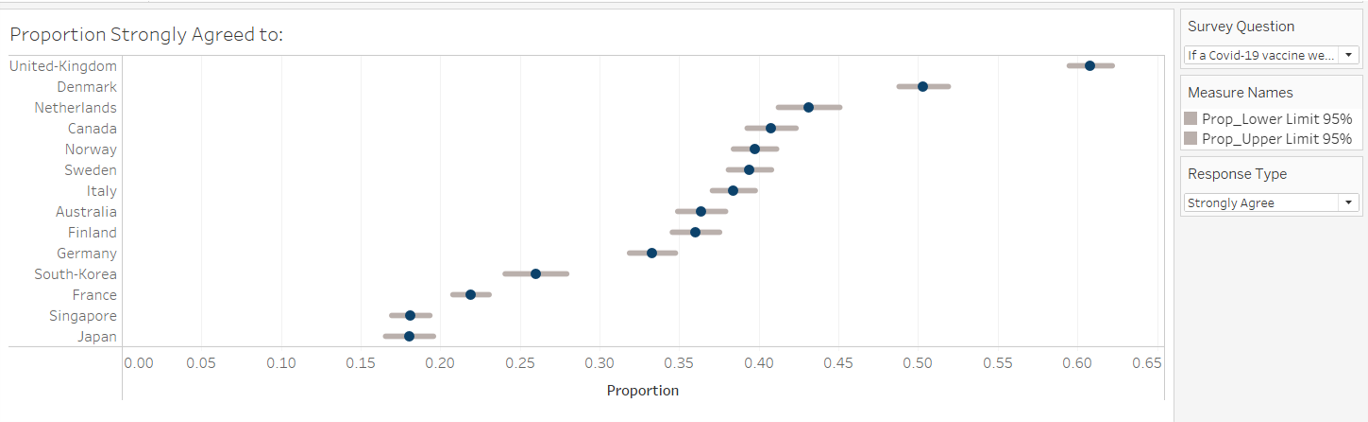 Proportion Strongly Agreed to:
United-Kingdom
Denmark
Netherlands
Canada
Norway
Sweden
Italy
Australia
Finland
Germany
South-Korea
France
Singapore
Japan
0.00 0.05 0.10 0.15 0.20 0.25 0.30 0.35 0.40 0.45 0.50 0.55 0.60 0.65
Proportion
Survey Question
If a Covid-19 vaccine we...
Measure Names
Prop_Lower Limit 95%
Prop_Upper Limit 95%
Response Type
Strongly Agree